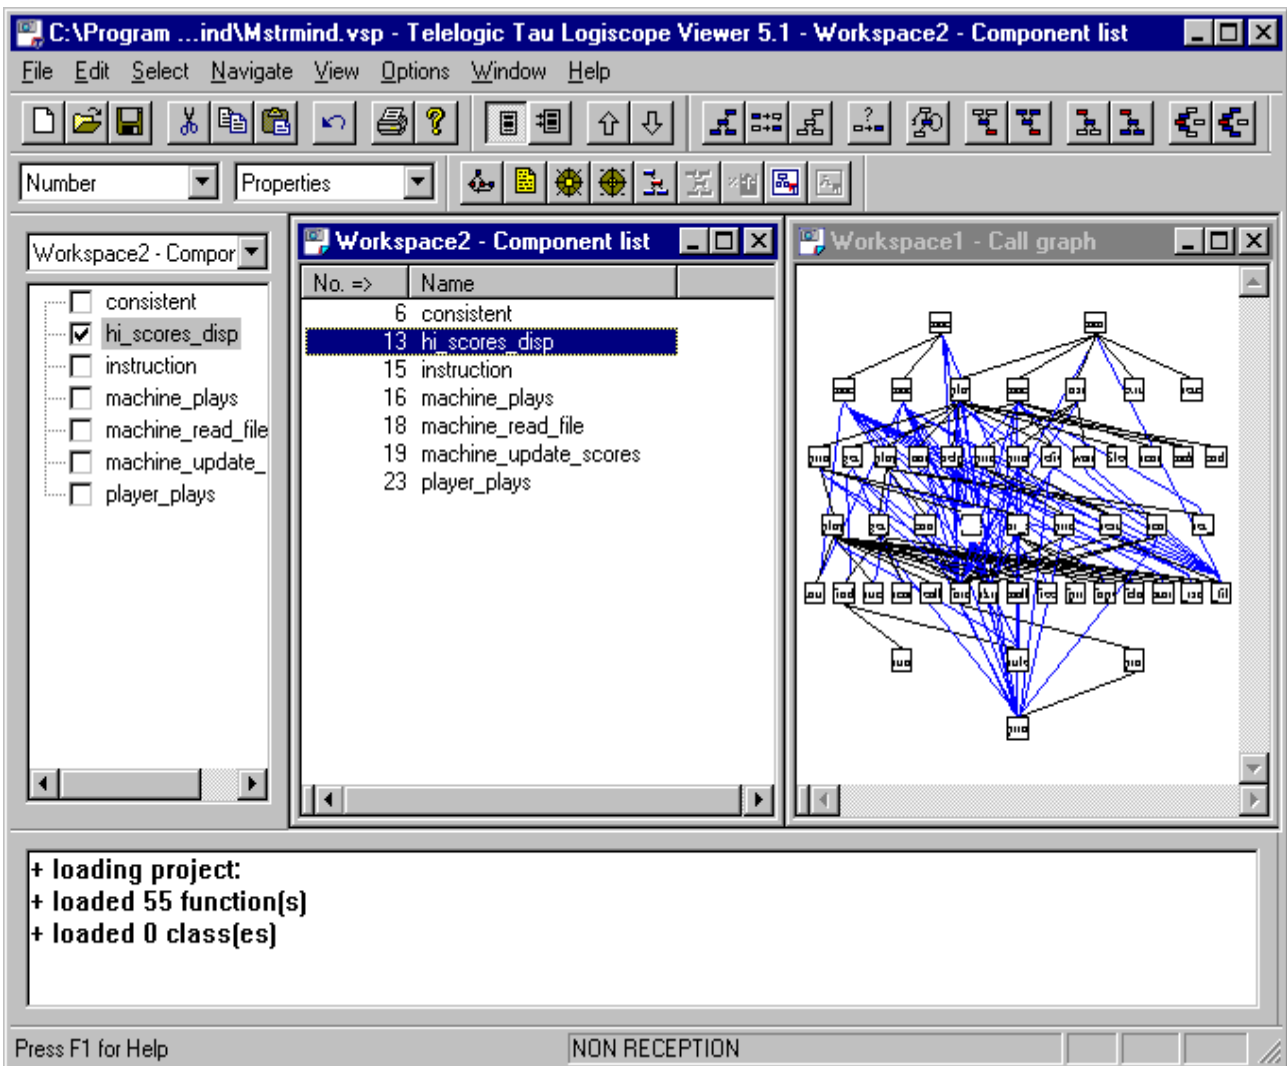 C:\Program ...ind\Mstrmind.vsp - Telelogic Tau Logiscope Viewer 5.1 - Workspace2 - Component list
File Edit Select Navigate View Options Window Help
Number Properties
Workspace2 - Compor
consistent
hi_scores_disp
instruction
machine_plays
machine_read_file
machine_update_
player_plays
Workspace2 - Component list
No. => Name
6 consistent
13 hi_scores_disp
15 instruction
16 machine_plays
18 machine_read_file
19 machine_update_scores
23 player_plays
Workspace1 - Call graph
+ loading project:
+ loaded 55 function(s)
+ loaded 0 class(es)
Press F1 for Help NON RECEPTION